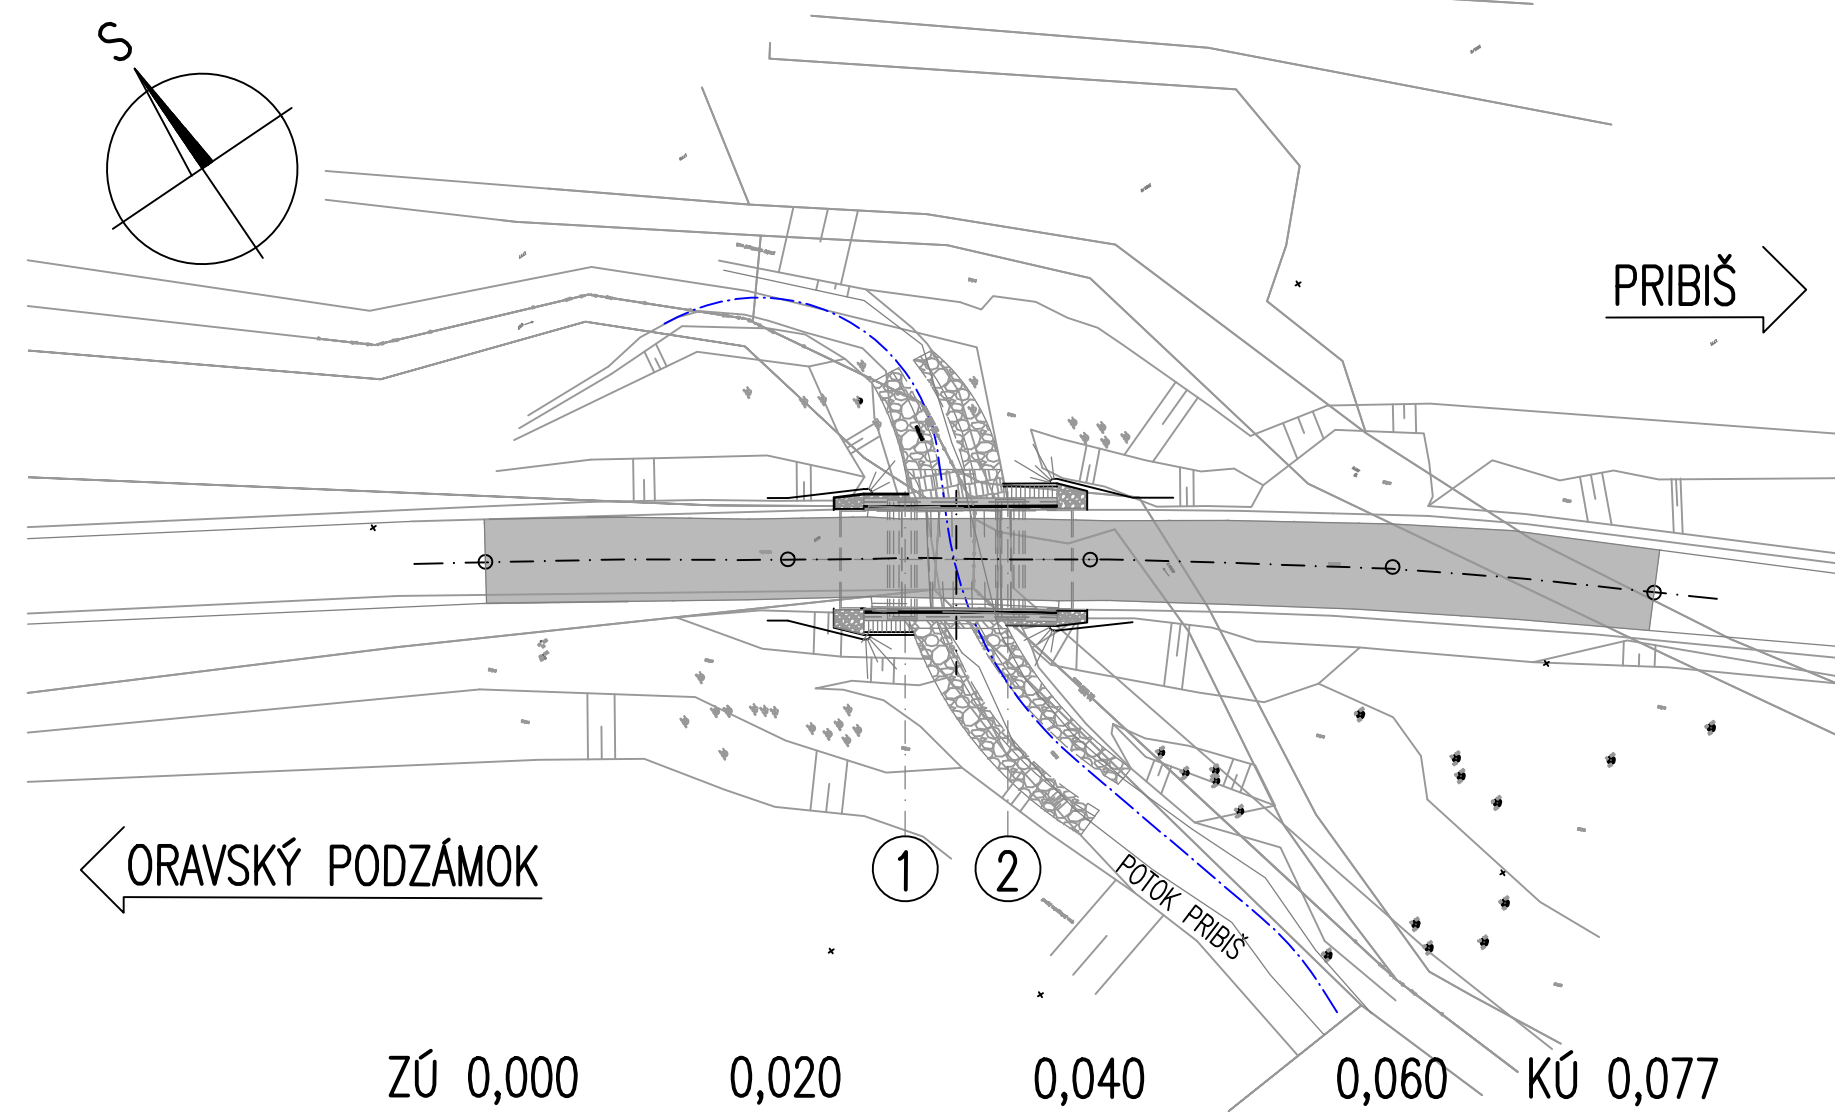 S
PRIBIŠ
ORAVSKÝ PODZÁMOK
1
2
POTOK PRIBIŠ
ZÚ 0,000 0,020 0,040 0,060 KÚ 0,077